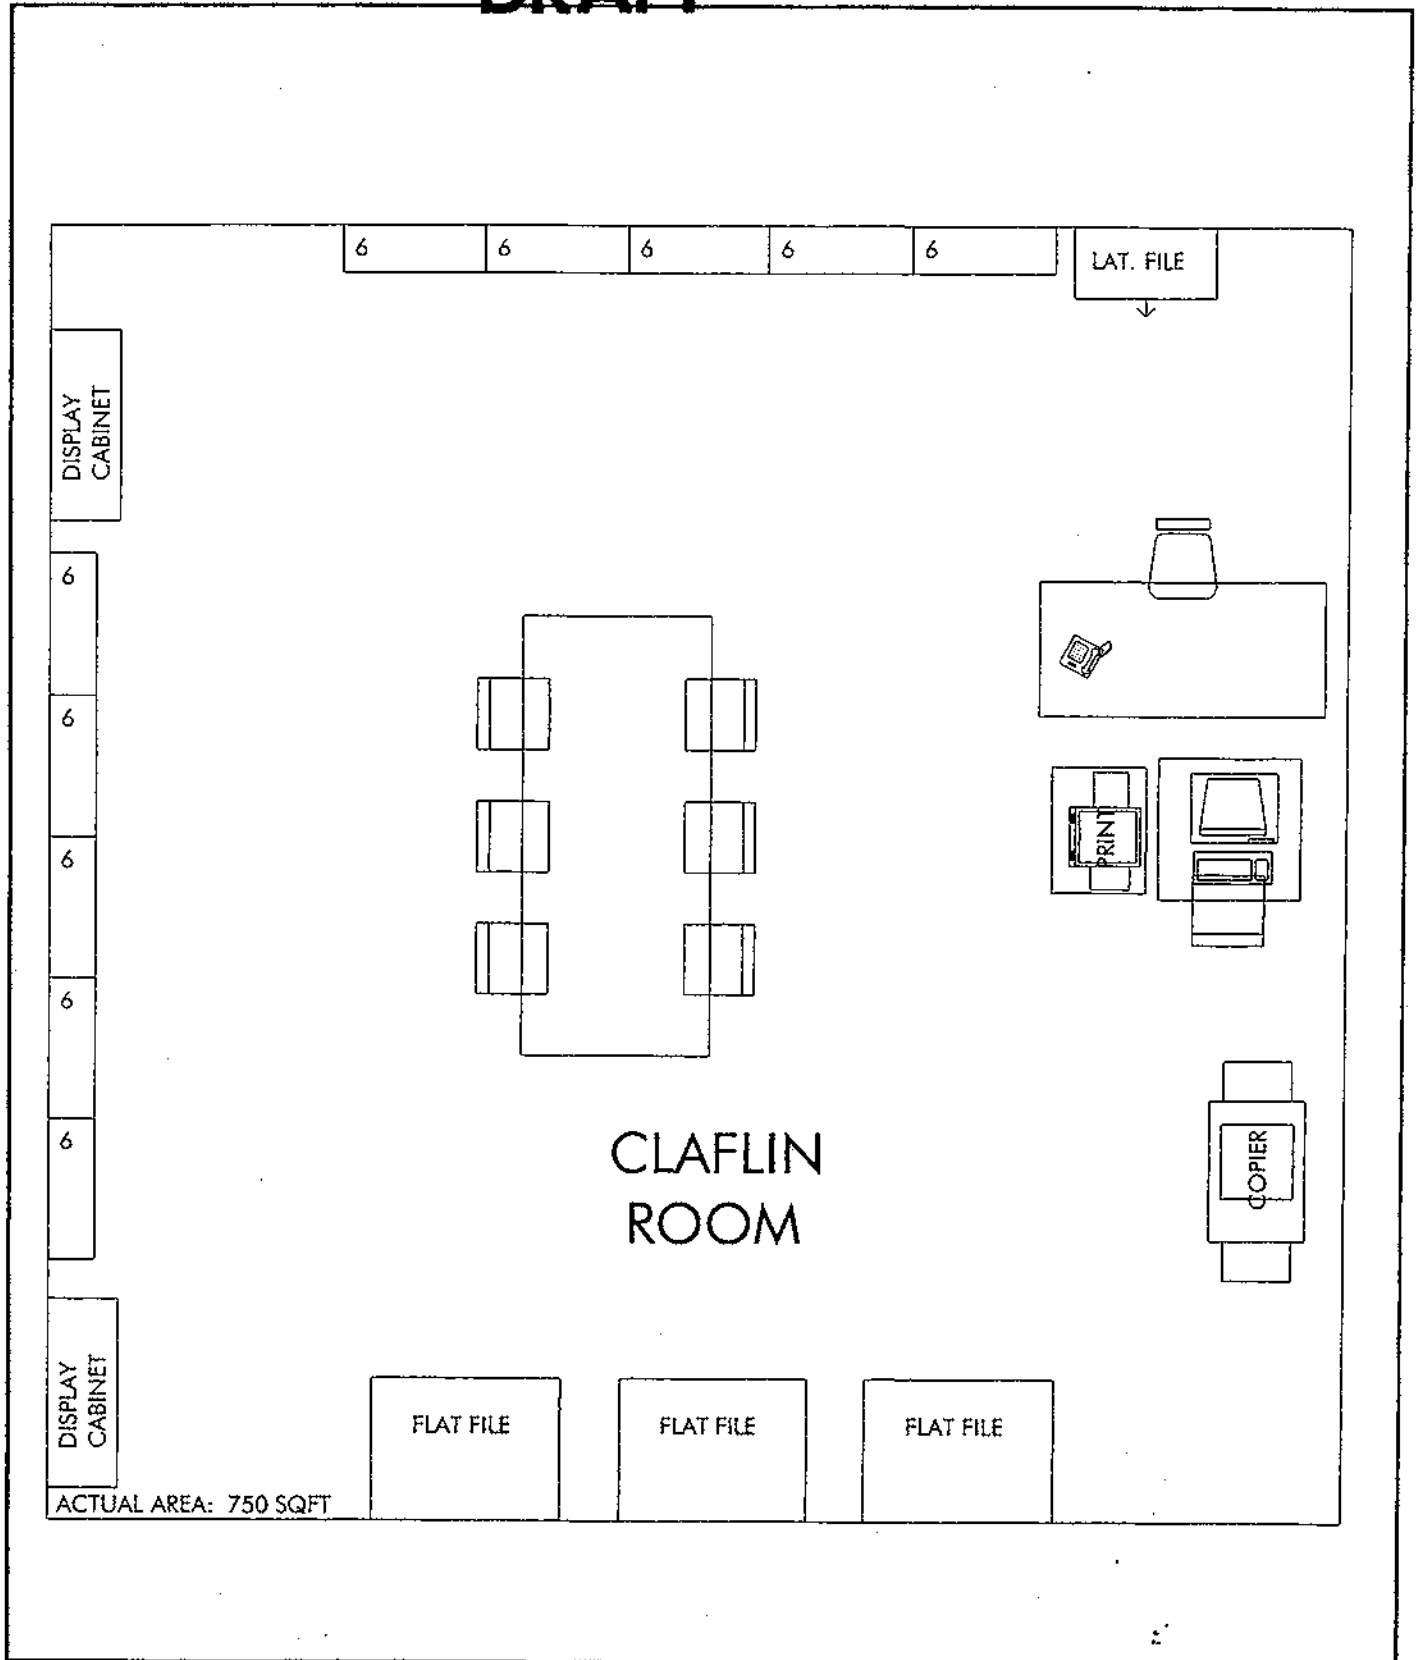 DRAFT
6 6 6 6 6
LAT. FILE
DISPLAY
CABINET
6
6
6
6
6
PRINT
COPIER
CLAFLIN
ROOM
DISPLAY
CABINET
FLAT FILE FLAT FILE FLAT FILE
ACTUAL AREA: 750 SQFT